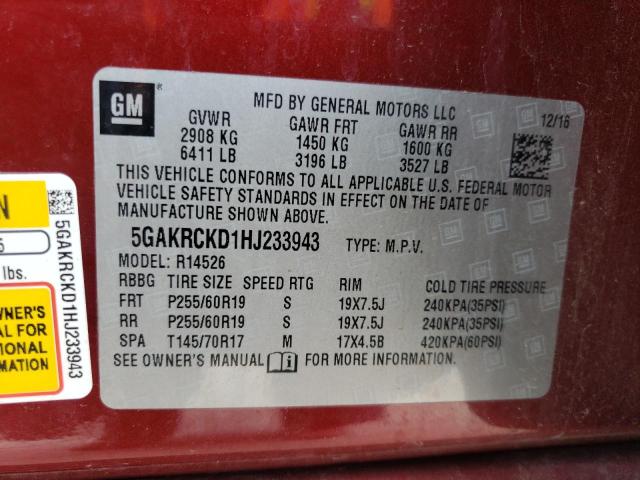 GM
®
MFD BY GENERAL MOTORS LLC
12/16
GVWR GAWR FRT GAWR RR
2908 KG 1450 KG 1600 KG
6411 LB 3196 LB 3527 LB
THIS VEHICLE CONFORMS TO ALL APPLICABLE U.S. FEDERAL MOTOR
VEHICLE SAFETY STANDARDS IN EFFECT ON THE DATE OF
MANUFACTURE SHOWN ABOVE.
5GAKRCKD1HJ233943 TYPE: M.P.V.
MODEL: R14526
RBBG TIRE SIZE SPEED RTG RIM COLD TIRE PRESSURE
FRT P255/60R19 S 19X7.5J 240KPA(35PSI)
RR P255/60R19 S 19X7.5J 240KPA(35PSI)
SPA T145/70R17 M 17X4.5B 420KPA(60PSI)
SEE OWNER'S MANUAL FOR MORE INFORMATION.
5GAKRCKD1HJ233943
lbs.
WNER'S
AL FOR
IONAL
MATION